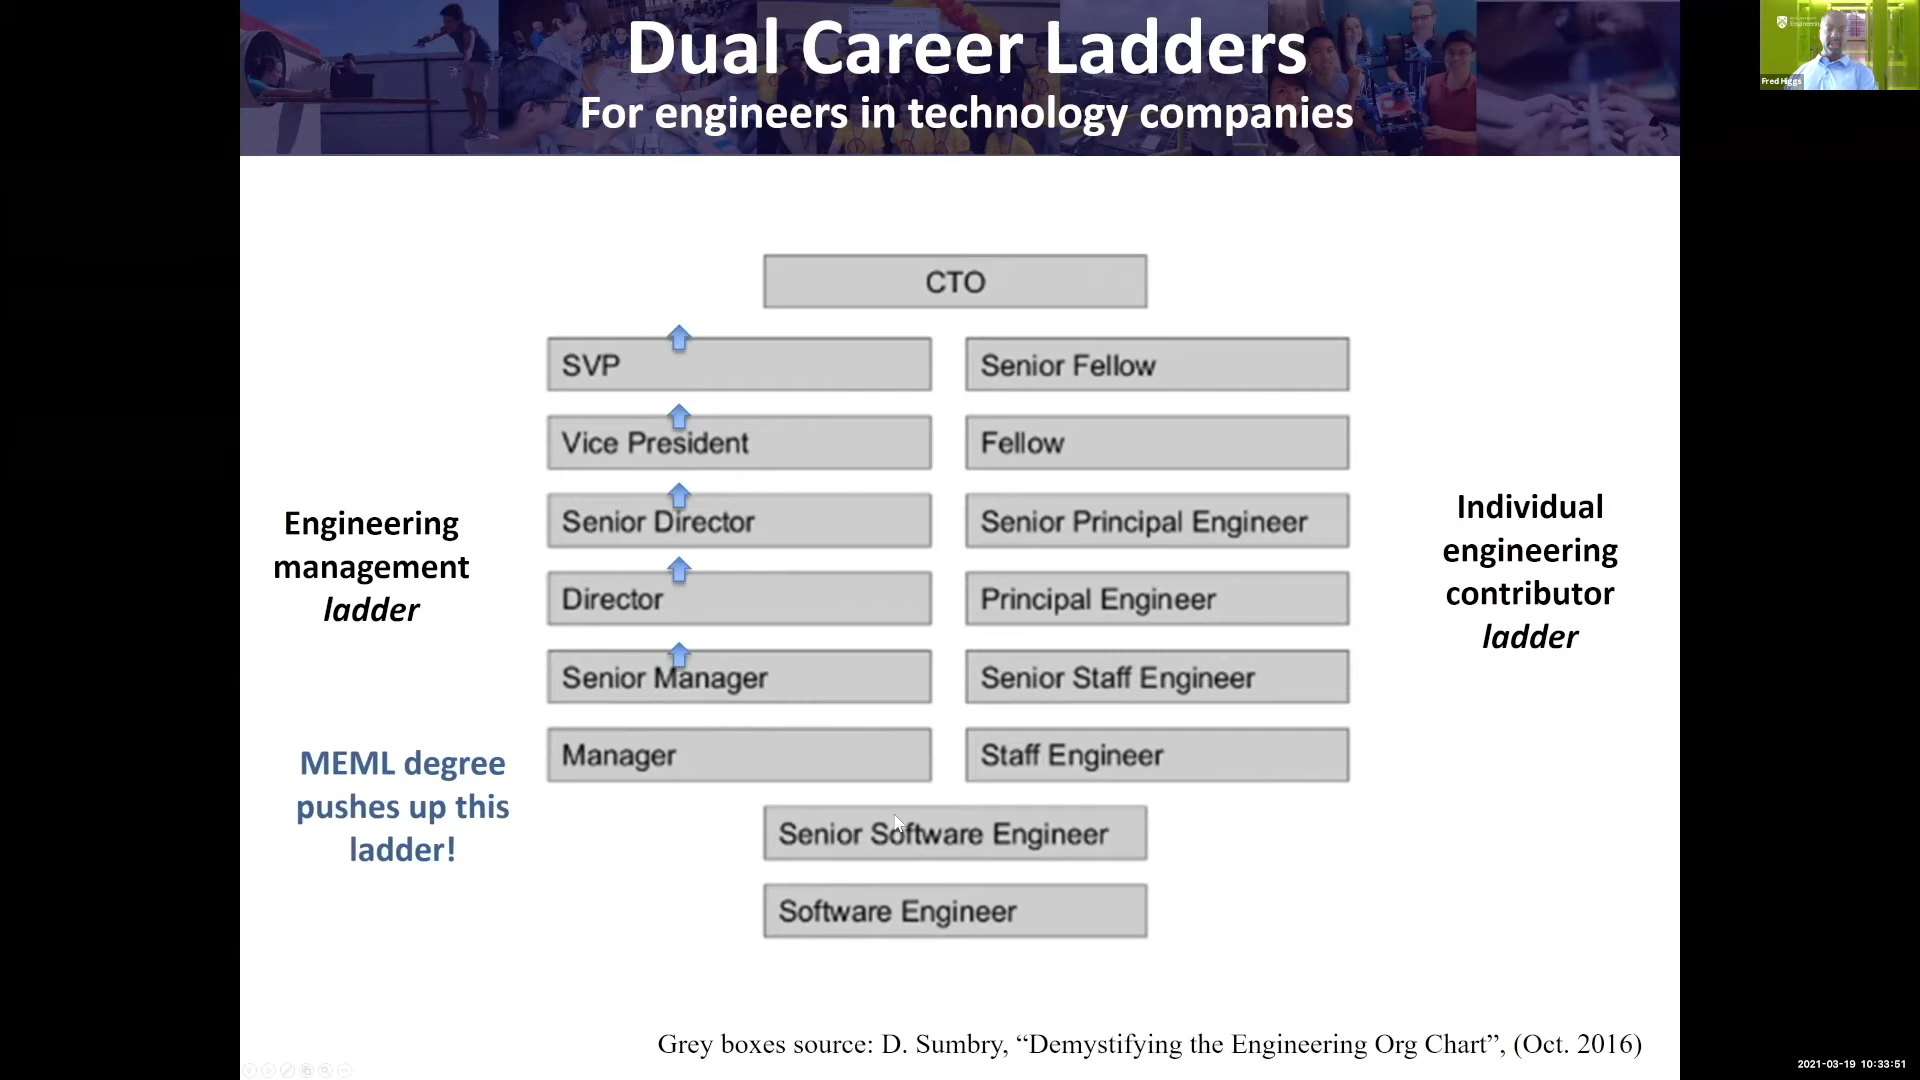 Dual Career Ladders
For engineers in technology companies
Fred Higgs
CTO
SVP
Senior Fellow
Vice President
Fellow
Senior Director
Senior Principal Engineer
Director
Principal Engineer
Senior Manager
Senior Staff Engineer
Manager
Staff Engineer
Senior Software Engineer
Software Engineer
Engineering
management
ladder
MEML degree
pushes up this
ladder!
Individual
engineering
contributor
ladder
Grey boxes source: D. Sumbry, “Demystifying the Engineering Org Chart”, (Oct. 2016)
2021-03-19 10:33:51